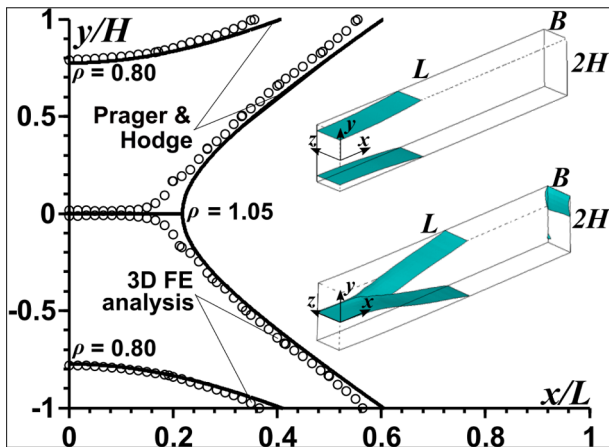 y/H
1
ρ = 0.80
Prager &
Hodge
0.5
0
ρ = 1.05
3D FE
analysis
-0.5
ρ = 0.80
-1
x/L
0
0.2
0.4
0.6
0.8
1
B
L
2H
y
z
x
B
L
2H
y
z
x